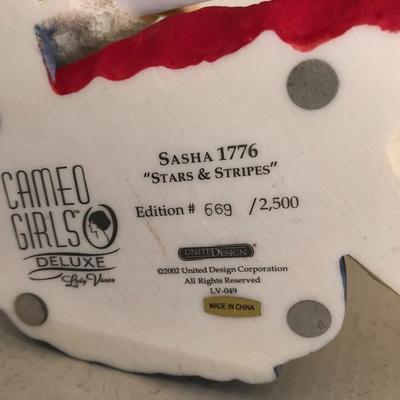 SASHA 1776
"STARS & STRIPES"
Edition # 669 /2,500
CAMEO
GIRLS
DELUXE
Lady Vases
UNITEDESIGN
©2002 United Design Corporation
All Rights Reserved
LV-049
MADE IN CHINA